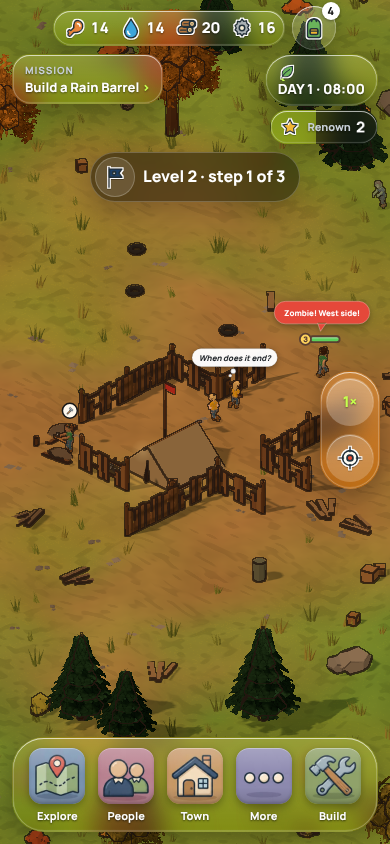 14
14
20
16
4
MISSION
Build a Rain Barrel ›
DAY 1 · 08:00
Renown 2
Level 2 · step 1 of 3
Zombie! West side!
3
When does it end?
1×
Explore
People
Town
More
Build